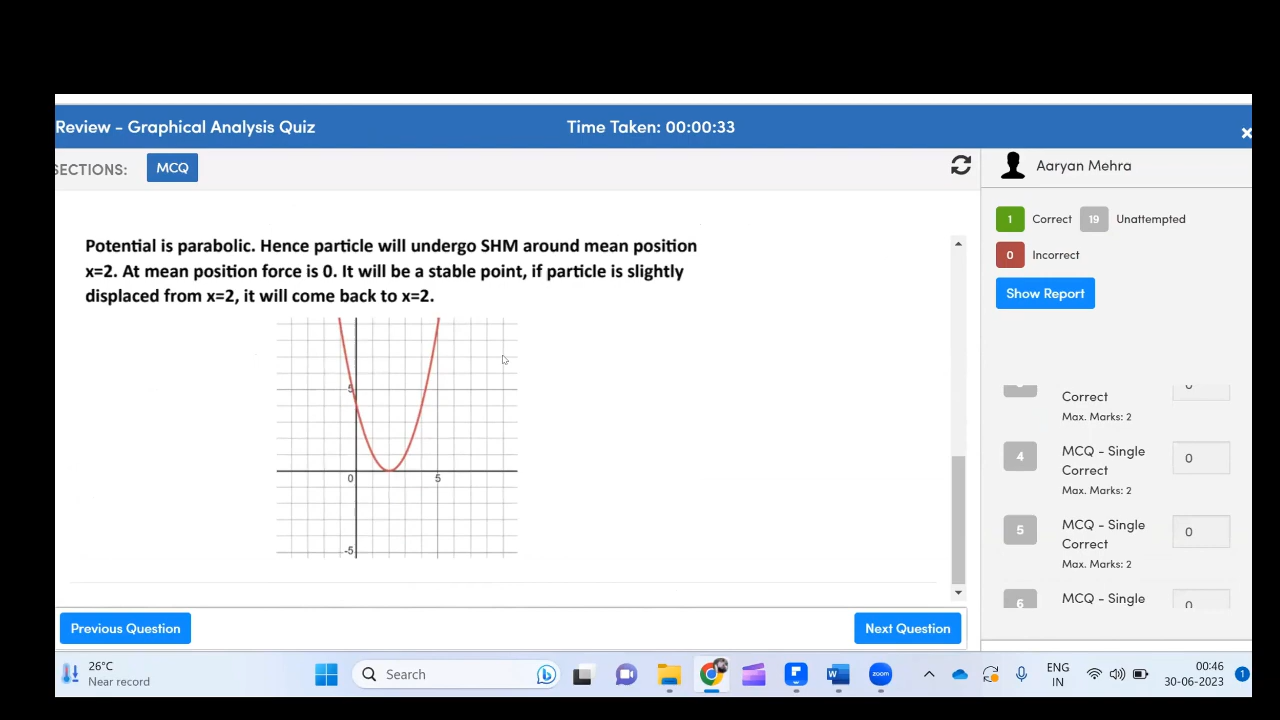 Review - Graphical Analysis Quiz
Time Taken: 00:00:33
SECTIONS:
MCQ
Aaryan Mehra
1 Correct 19 Unattempted
0 Incorrect
Show Report
Potential is parabolic. Hence particle will undergo SHM around mean position
x=2. At mean position force is 0. It will be a stable point, if particle is slightly
displaced from x=2, it will come back to x=2.
5
0
5
-5
Correct
Max. Marks: 2
4
MCQ - Single
Correct
0
Max. Marks: 2
5
MCQ - Single
Correct
0
Max. Marks: 2
6
MCQ - Single
0
Previous Question
Next Question
26°C
Near record
Search
W
zoom
ENG
IN
00:46
30-06-2023
1